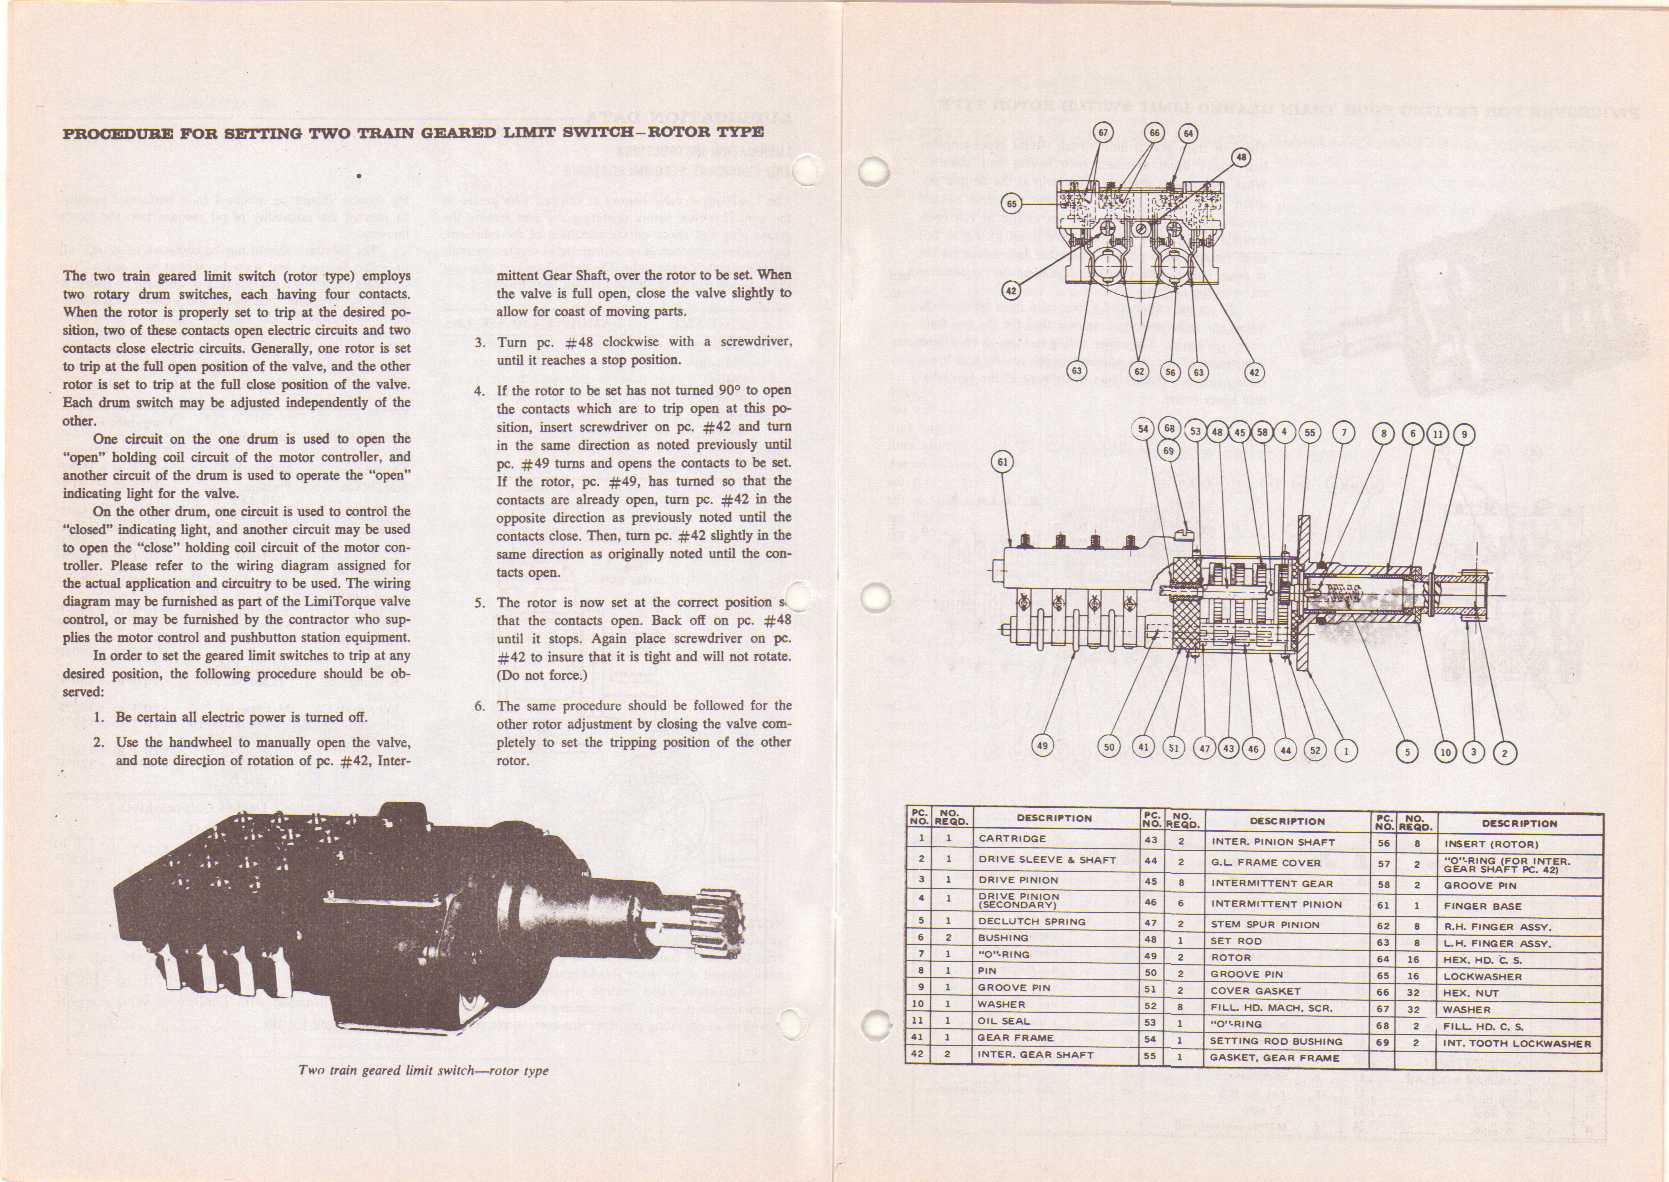 PROCEDURE FOR SETTING TWO TRAIN GEARED LIMIT SWITCH—ROTOR TYPE
The two train geared limit switch (rotor type) employs
two rotary drum switches, each having four contacts.
When the rotor is properly set to trip at the desired po-
sition, two of these contacts open electric circuits and two
contacts close electric circuits. Generally, one rotor is set
to trip at the full open position of the valve, and the other
rotor is set to trip at the full close position of the valve.
Each drum switch may be adjusted independently of the
other.
One circuit on the one drum is used to open the
“open” holding coil circuit of the motor controller, and
another circuit of the drum is used to operate the “open”
indicating light for the valve.
On the other drum, one circuit is used to control the
“closed” indicating light, and another circuit may be used
to open the “close” holding coil circuit of the motor con-
troller. Please refer to the wiring diagram assigned for
the actual application and circuitry to be used. The wiring
diagram may be furnished as part of the LimiTorque valve
control, or may be furnished by the contractor who sup-
plies the motor control and pushbutton station equipment.
In order to set the geared limit switches to trip at any
desired position, the following procedure should be ob-
served:
1. Be certain all electric power is turned off.
2. Use the handwheel to manually open the valve,
and note direction of rotation of pc. #42, Inter-
mittent Gear Shaft, over the rotor to be set. When
the valve is full open, close the valve slightly to
allow for coast of moving parts.
3. Turn pc. #48 clockwise with a screwdriver,
until it reaches a stop position.
4. If the rotor to be set has not turned 90° to open
the contacts which are to trip open at this po-
sition, insert screwdriver on pc. #42 and turn
in the same direction as noted previously until
pc. #49 turns and opens the contacts to be set.
If the rotor, pc. #49, has turned so that the
contacts are already open, turn pc. #42 in the
opposite direction as previously noted until the
contacts close. Then, turn pc. #42 slightly in the
same direction as originally noted until the con-
tacts open.
5. The rotor is now set at the correct position s
that the contacts open. Back off on pc. #48
until it stops. Again place screwdriver on pc.
#42 to insure that it is tight and will not rotate.
(Do not force.)
6. The same procedure should be followed for the
other rotor adjustment by closing the valve com-
pletely to set the tripping position of the other
rotor.
Two train geared limit switch—rotor type
67 66 64
48
65
42
63 62 56 63 42
54 68 53 48 45 58 4 55 7 8 6 11 9
69
61
49 50 41 51 47 43 46 44 52 1 5 10 3 2
PC. NO. NO. REQD. DESCRIPTION PC. NO. NO. REQD. DESCRIPTION PC. NO. NO. REQD. DESCRIPTION
1 1 CARTRIDGE 43 2 INTER. PINION SHAFT 56 8 INSERT (ROTOR)
2 1 DRIVE SLEEVE & SHAFT 44 2 G.L. FRAME COVER 57 2 "O"-RING (FOR INTER. GEAR SHAFT PC. 42)
3 1 DRIVE PINION 45 8 INTERMITTENT GEAR 58 2 GROOVE PIN
4 1 DRIVE PINION (SECONDARY) 46 6 INTERMITTENT PINION 61 1 FINGER BASE
5 1 DECLUTCH SPRING 47 2 STEM SPUR PINION 62 8 R.H. FINGER ASSY.
6 2 BUSHING 48 1 SET ROD 63 8 L.H. FINGER ASSY.
7 1 "O"-RING 49 2 ROTOR 64 16 HEX. HD. C. S.
8 1 PIN 50 2 GROOVE PIN 65 16 LOCKWASHER
9 1 GROOVE PIN 51 2 COVER GASKET 66 32 HEX. NUT
10 1 WASHER 52 8 FILL. HD. MACH. SCR. 67 32 WASHER
11 1 OIL SEAL 53 1 "O"-RING 68 2 FILL. HD. C. S.
41 1 GEAR FRAME 54 1 SETTING ROD BUSHING 69 2 INT. TOOTH LOCKWASHER
42 2 INTER. GEAR SHAFT 55 1 GASKET, GEAR FRAME